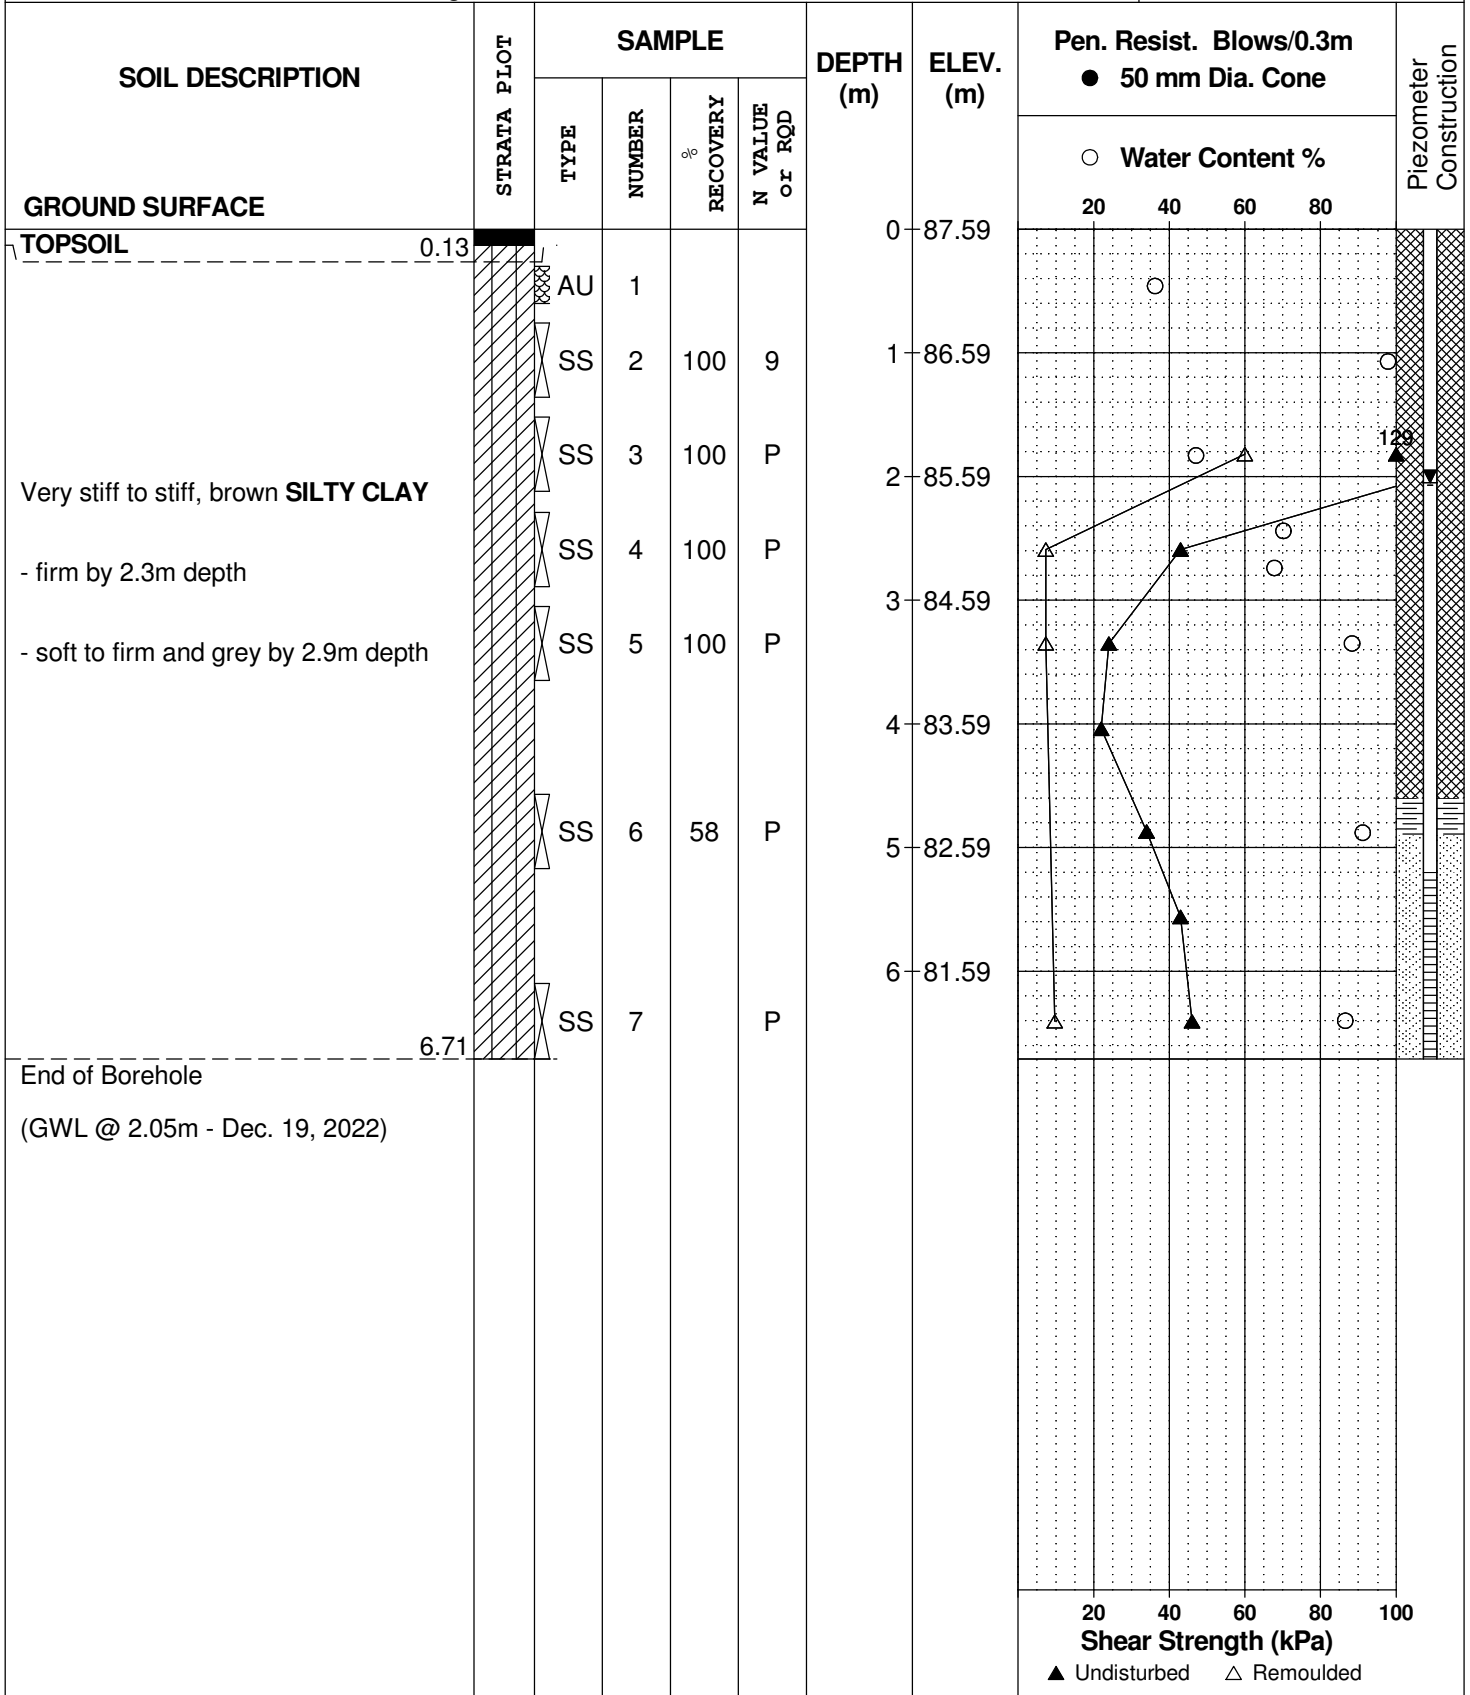 SOIL DESCRIPTION
GROUND SURFACE
STRATA PLOT
SAMPLE
TYPE
NUMBER
% RECOVERY
N VALUE or RQD
DEPTH (m)
ELEV. (m)
Pen. Resist. Blows/0.3m
● 50 mm Dia. Cone
○ Water Content %
20 40 60 80
Piezometer Construction
0 87.59
TOPSOIL 0.13
AU 1
SS 2 100 9
1 86.59
129
SS 3 100 P
2 85.59
Very stiff to stiff, brown SILTY CLAY
SS 4 100 P
- firm by 2.3m depth
3 84.59
SS 5 100 P
- soft to firm and grey by 2.9m depth
4 83.59
SS 6 58 P
5 82.59
6 81.59
SS 7 P
6.71
End of Borehole
(GWL @ 2.05m - Dec. 19, 2022)
20 40 60 80 100
Shear Strength (kPa)
▲ Undisturbed △ Remoulded